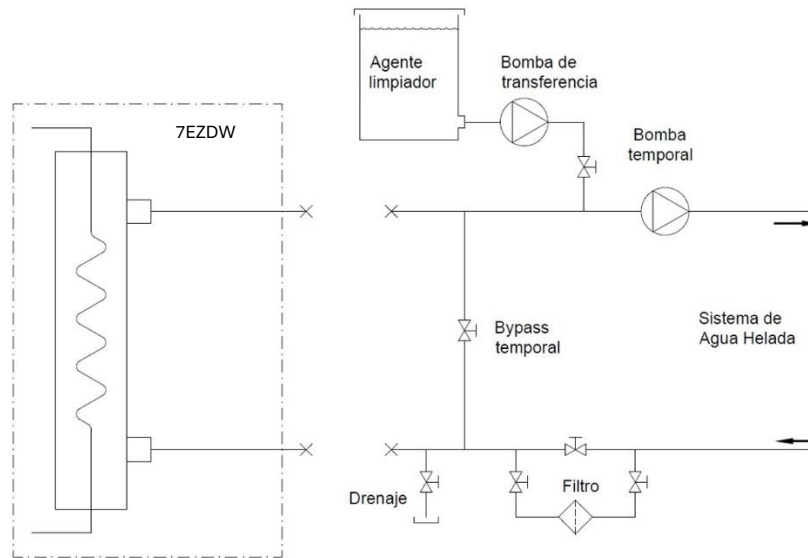 Agente
limpiador
Bomba de
transferencia
7EZDW
Bomba
temporal
Bypass
temporal
Sistema de
Agua Helada
Drenaje
Filtro